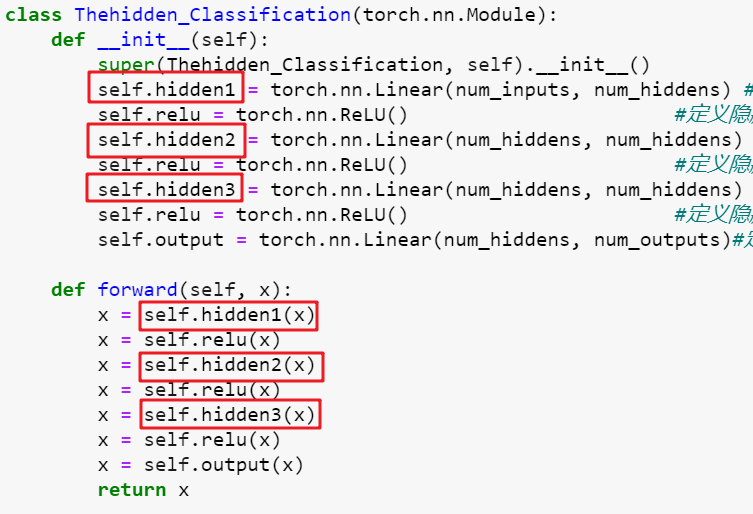 class Thehidden_Classification(torch.nn.Module):
    def __init__(self):
        super(Thehidden_Classification, self).__init__()
        self.hidden1 = torch.nn.Linear(num_inputs, num_hiddens) #
        self.relu = torch.nn.ReLU()                       #定义隐
        self.hidden2 = torch.nn.Linear(num_hiddens, num_hiddens)
        self.relu = torch.nn.ReLU()                       #定义隐
        self.hidden3 = torch.nn.Linear(num_hiddens, num_hiddens)
        self.relu = torch.nn.ReLU()                       #定义隐
        self.output = torch.nn.Linear(num_hiddens, num_outputs)#
    def forward(self, x):
        x = self.hidden1(x)
        x = self.relu(x)
        x = self.hidden2(x)
        x = self.relu(x)
        x = self.hidden3(x)
        x = self.relu(x)
        x = self.output(x)
        return x